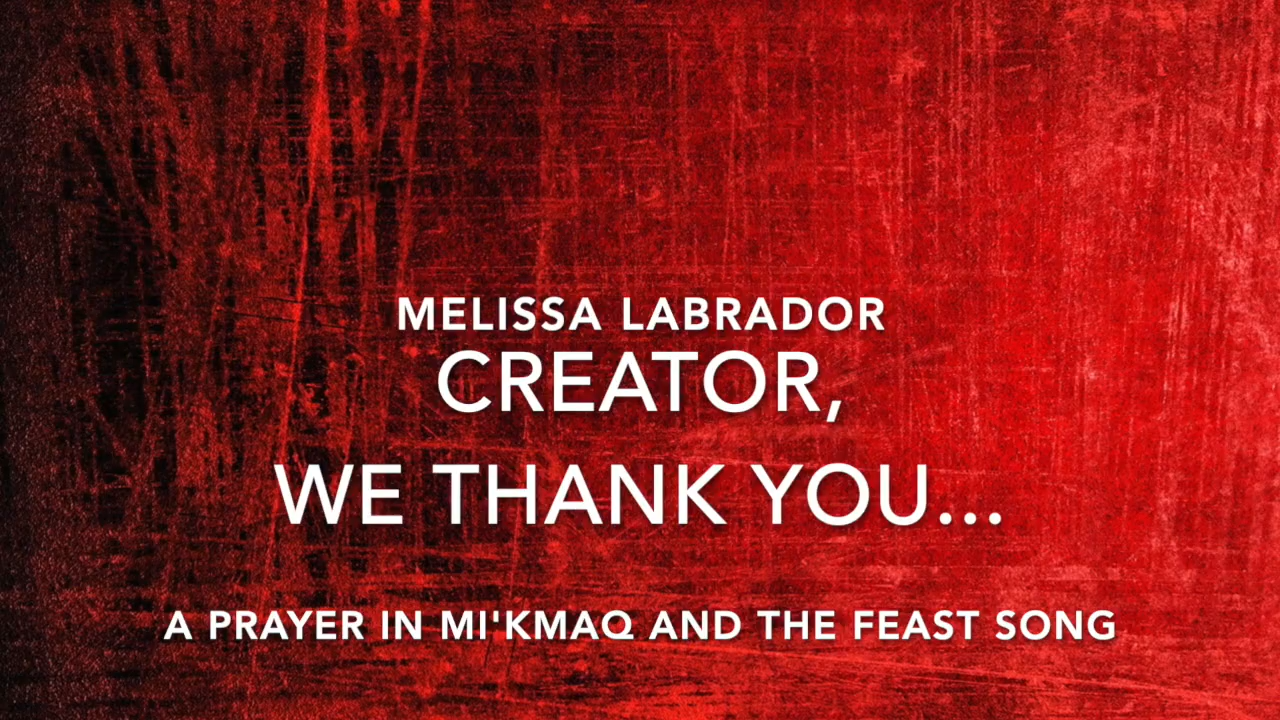 MELISSA LABRADOR
CREATOR,
WE THANK YOU...
A PRAYER IN MI'KMAQ AND THE FEAST SONG